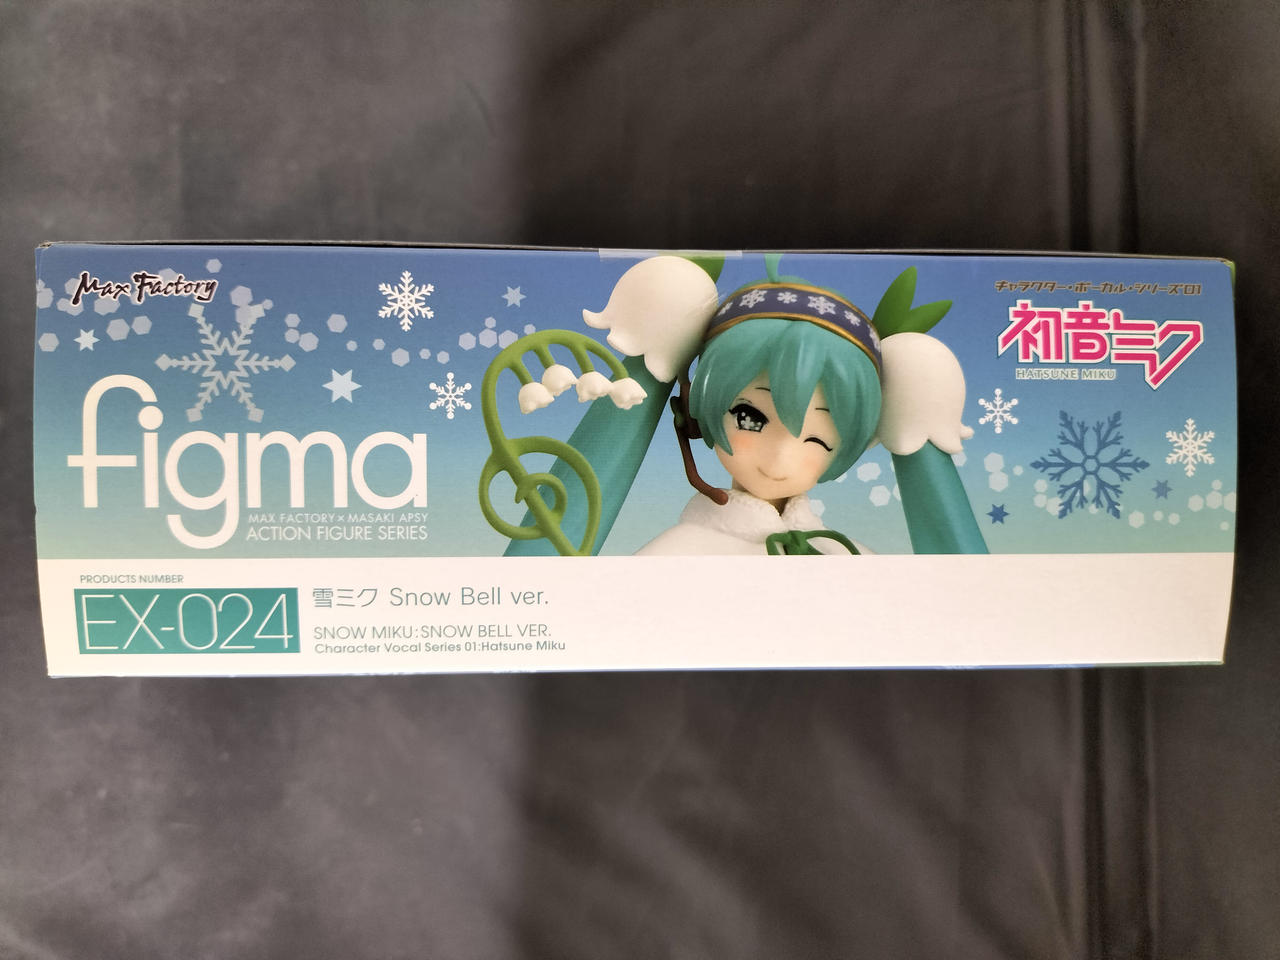 Max Factory
figma
MAX FACTORY×MASAKI APSY
ACTION FIGURE SERIES
キャラクター・ボーカル・シリーズ01
初音ミク
HATSUNE MIKU
PRODUCTS NUMBER
EX-024
雪ミク Snow Bell ver.
SNOW MIKU:SNOW BELL VER.
Character Vocal Series 01:Hatsune Miku